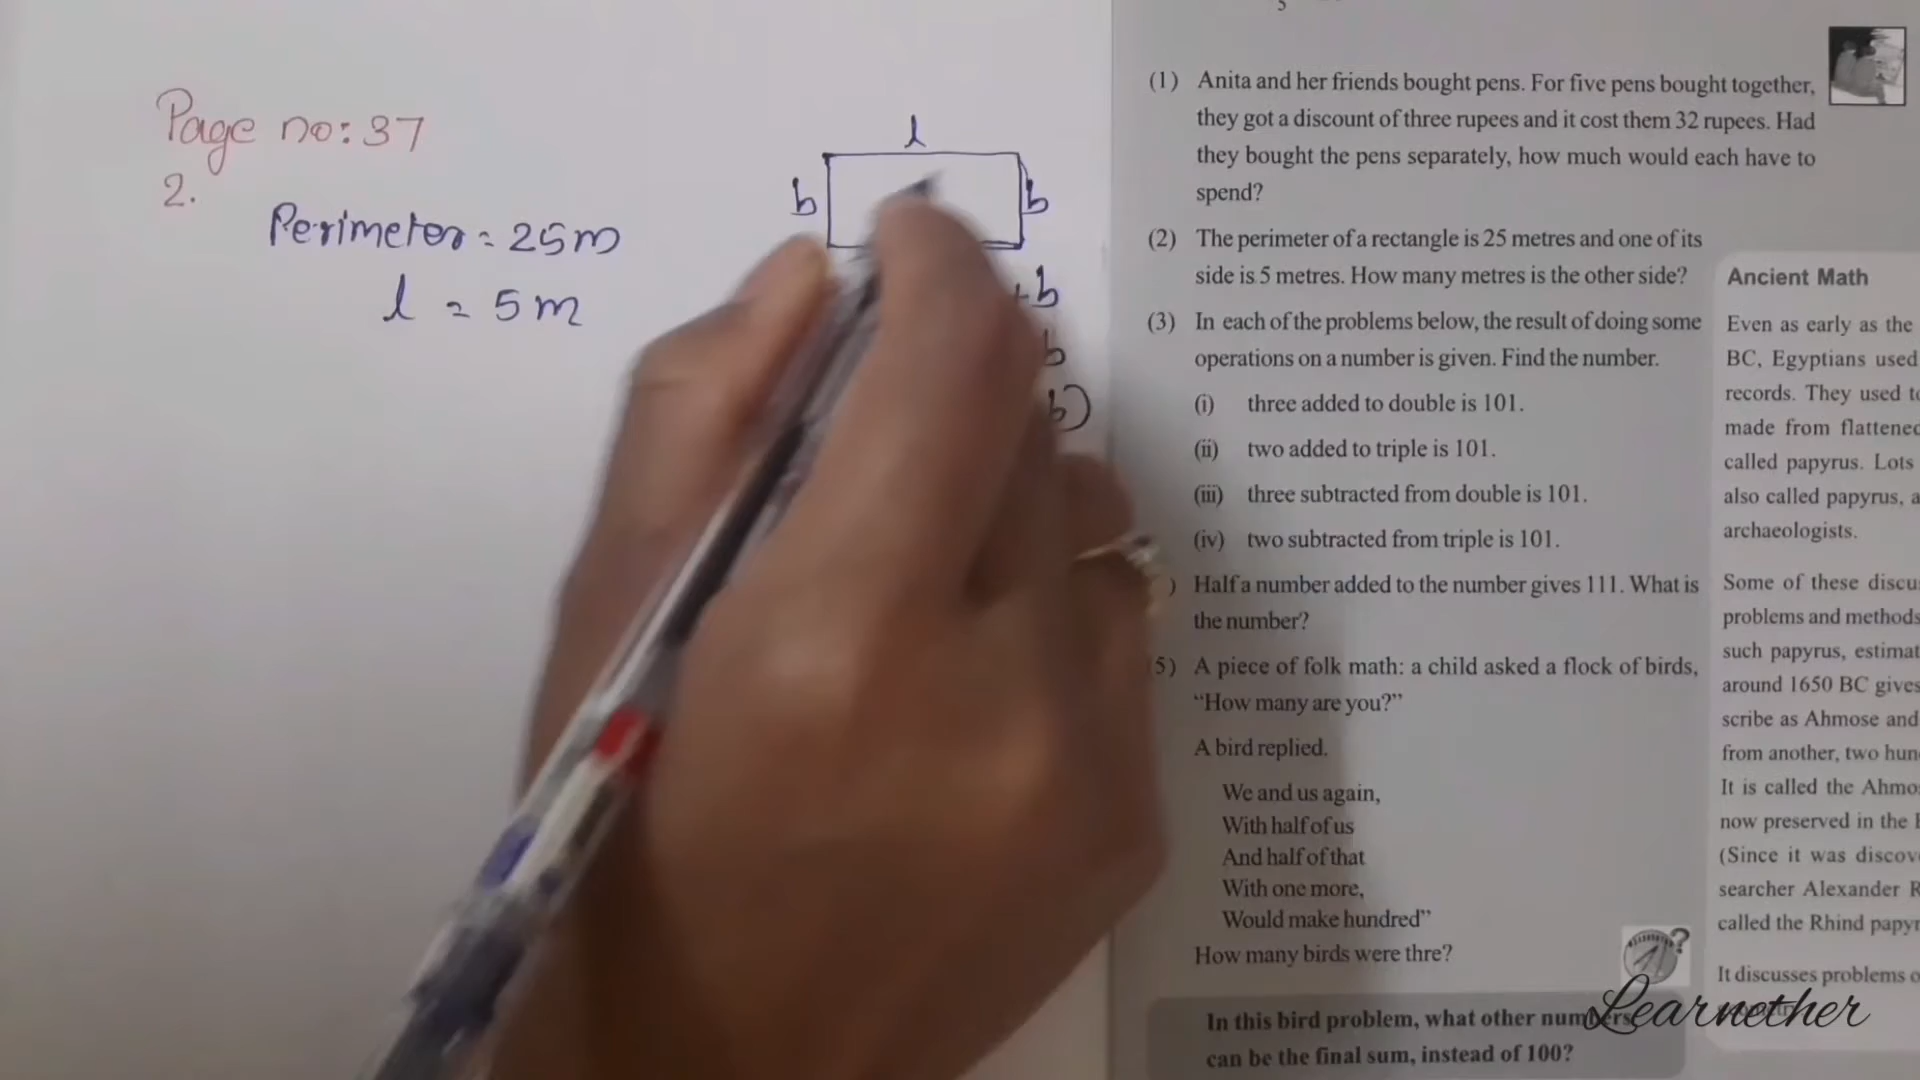 Page no: 37
2.
Perimeter = 25m
l = 5m
l
b
b
+b
b
b)
5
(1) Anita and her friends bought pens. For five pens bought together,
they got a discount of three rupees and it cost them 32 rupees. Had
they bought the pens separately, how much would each have to
spend?
(2) The perimeter of a rectangle is 25 metres and one of its
side is 5 metres. How many metres is the other side?
(3) In each of the problems below, the result of doing some
operations on a number is given. Find the number.
(i) three added to double is 101.
(ii) two added to triple is 101.
(iii) three subtracted from double is 101.
(iv) two subtracted from triple is 101.
) Half a number added to the number gives 111. What is
the number?
5) A piece of folk math: a child asked a flock of birds,
“How many are you?”
A bird replied.
We and us again,
With half of us
And half of that
With one more,
Would make hundred”
How many birds were thre?
In this bird problem, what other numbers
can be the final sum, instead of 100?
Ancient Math
Even as early as the
BC, Egyptians used
records. They used to
made from flattened
called papyrus. Lots
also called papyrus, a
archaeologists.
Some of these discu
problems and methods
such papyrus, estimat
around 1650 BC gives
scribe as Ahmose and
from another, two hun
It is called the Ahmo
now preserved in the
(Since it was discov
searcher Alexander R
called the Rhind papyr
It discusses problems o
Learnether